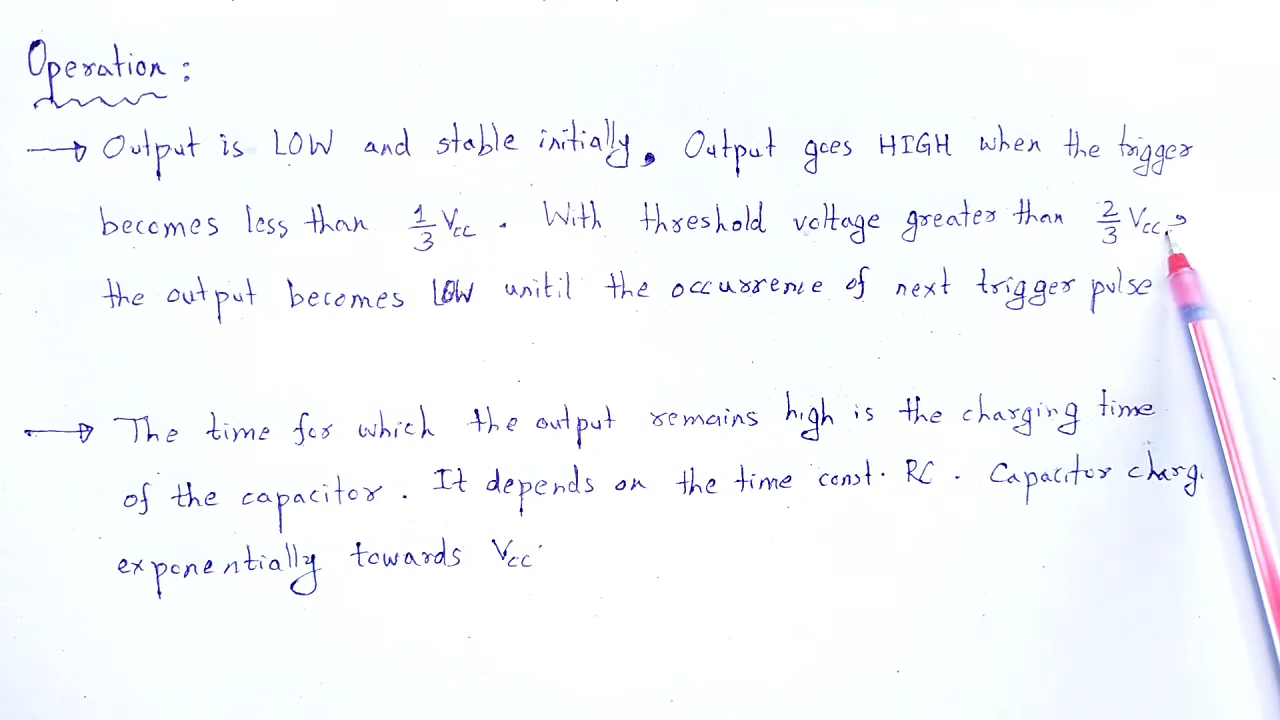 Operation :
→ Output is LOW and stable initially. Output goes HIGH when the trigger
becomes less than 1/3 Vcc . With threshold voltage greater than 2/3 Vcc,
the output becomes LOW unitil the occurrence of next trigger pulse
→ The time for which the output remains high is the charging time
of the capacitor . It depends on the time const. RC . Capacitor charg.
exponentially towards Vcc